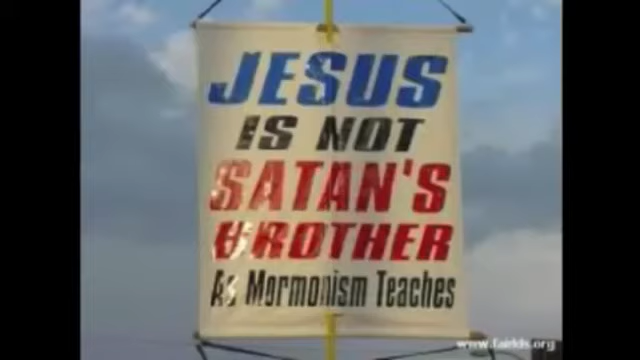 JESUS
IS NOT
SATAN'S
BROTHER
As Mormonism Teaches
www.fairlds.org